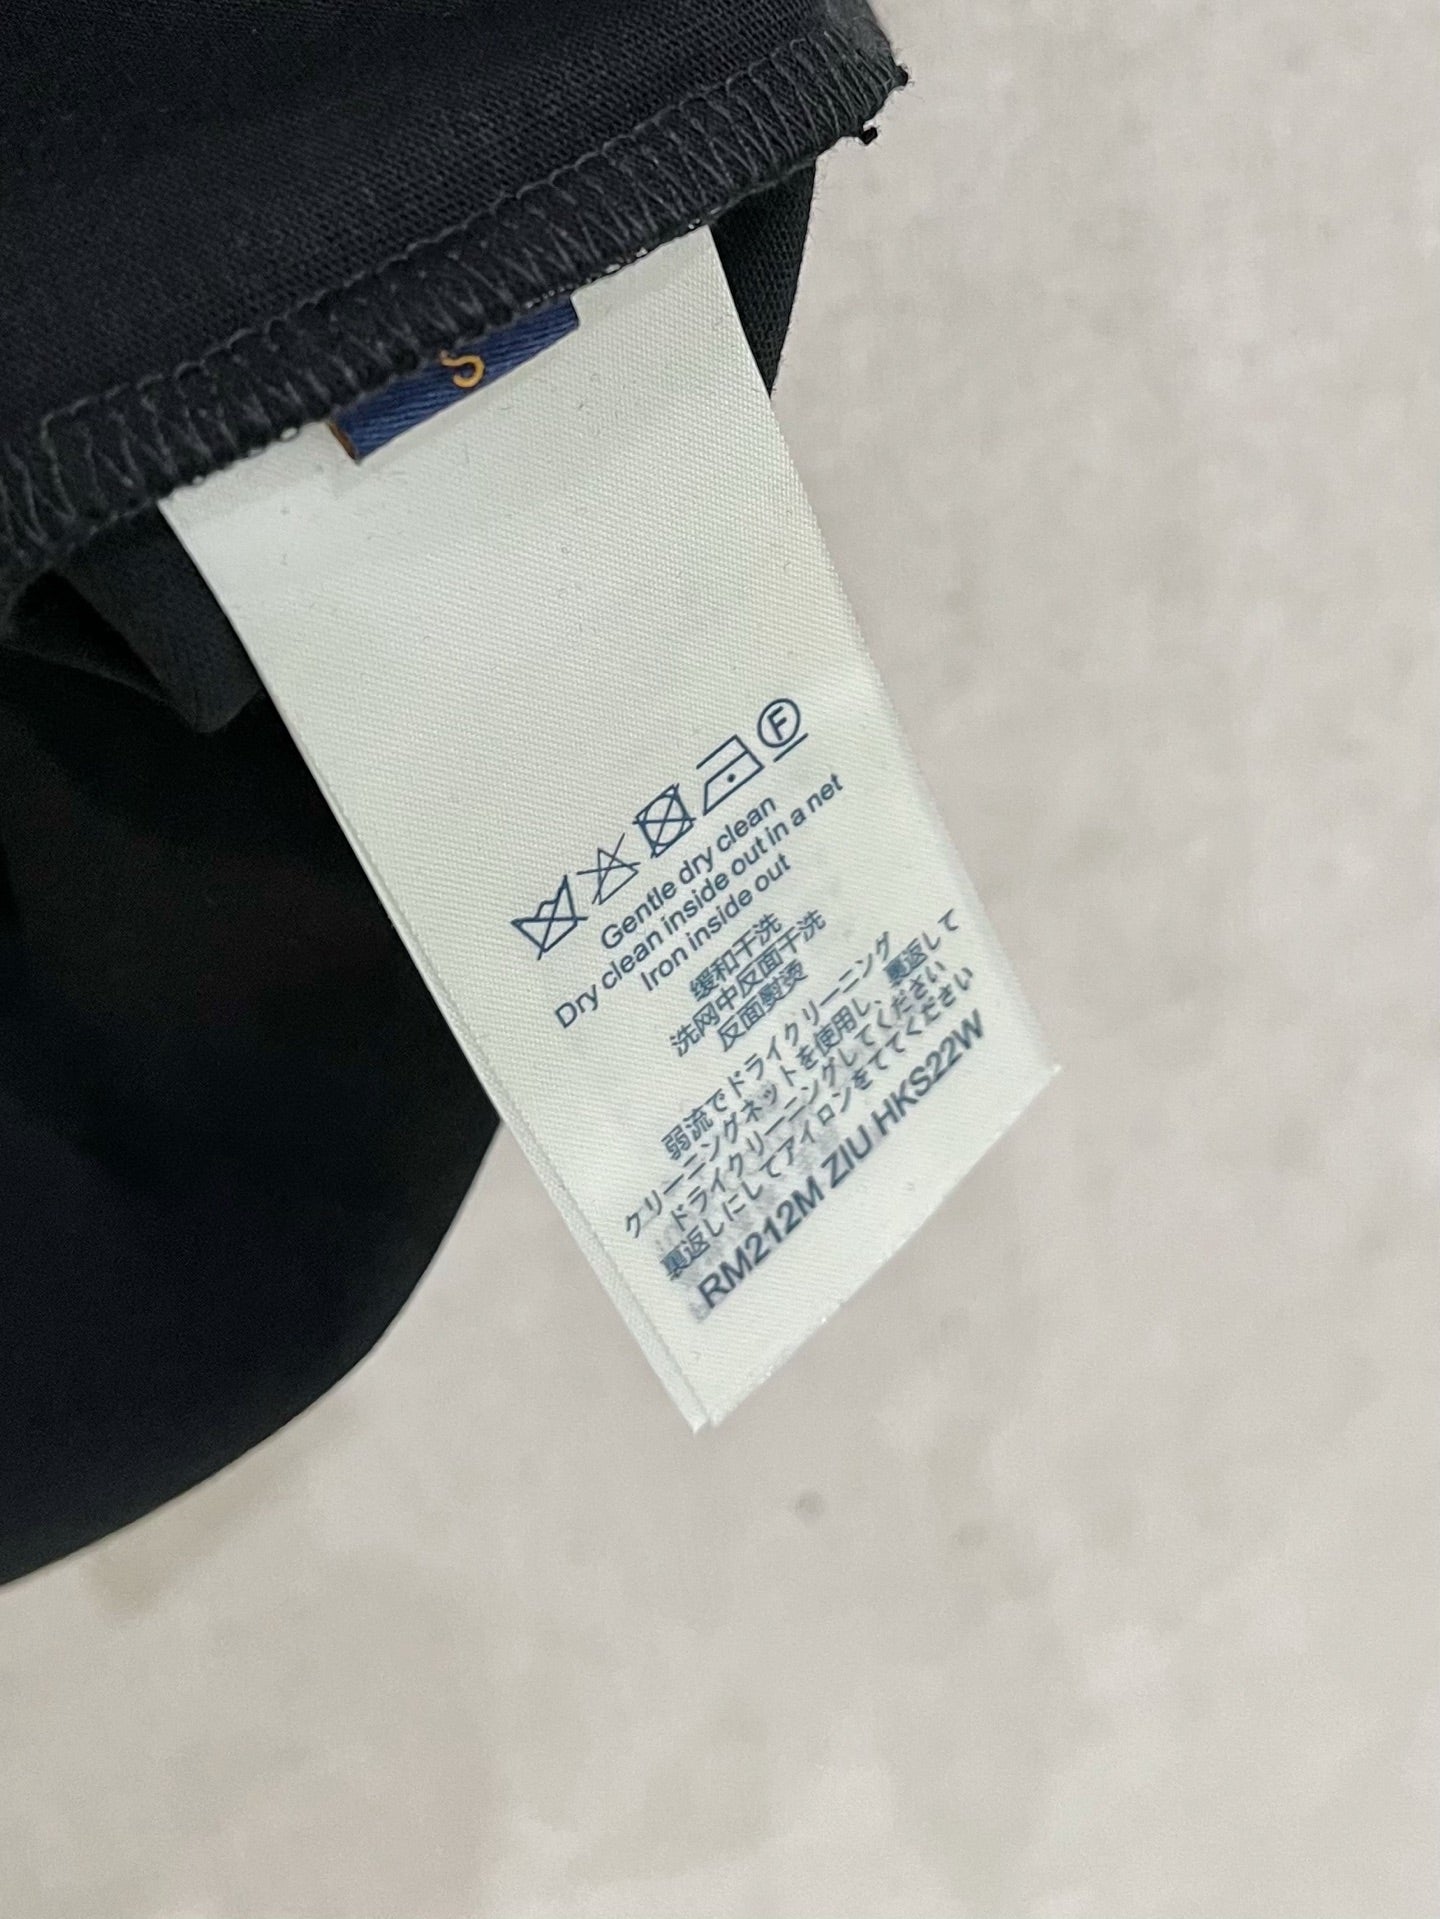 S
F
Gentle dry clean
Dry clean inside out in a net
Iron inside out
缓和干洗
洗网中反面干洗
反面熨烫
弱流でドライクリーニング
クリーニングネットを使用し、裏返して
ドライクリーニングしてください
裏返しにしてアイロンをててください
RM212M ZIU HKS22W